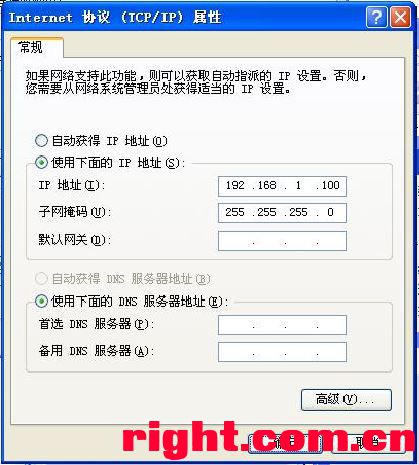 Internet 协议 (TCP/IP) 属性
常规
如果网络支持此功能，则可以获取自动指派的 IP 设置。否则，
您需要从网络系统管理员处获得适当的 IP 设置。
自动获得 IP 地址(O)
使用下面的 IP 地址(S):
IP 地址(I): 192 .168 . 1 .100
子网掩码(U): 255 .255 .255 . 0
默认网关(D): . . .
自动获得 DNS 服务器地址(B)
使用下面的 DNS 服务器地址(E):
首选 DNS 服务器(P): . . .
备用 DNS 服务器(A): . . .
高级(V)...
right.com.cn